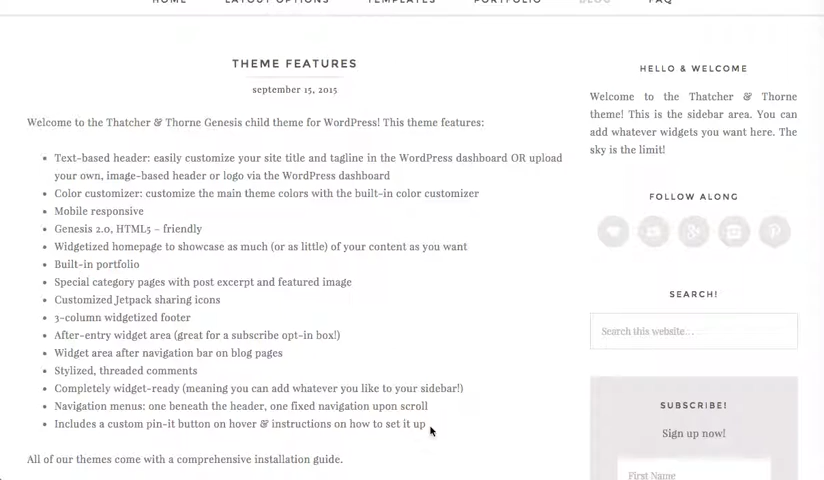 HOME LAYOUT OPTIONS TEMPLATES PORTFOLIO BLOG FAQ
THEME FEATURES
september 15, 2015
Welcome to the Thatcher & Thorne Genesis child theme for WordPress! This theme features:
• Text-based header: easily customize your site title and tagline in the WordPress dashboard OR upload
your own, image-based header or logo via the WordPress dashboard
• Color customizer: customize the main theme colors with the built-in color customizer
• Mobile responsive
• Genesis 2.0, HTML5 – friendly
• Widgetized homepage to showcase as much (or as little) of your content as you want
• Built-in portfolio
• Special category pages with post excerpt and featured image
• Customized Jetpack sharing icons
• 3-column widgetized footer
• After-entry widget area (great for a subscribe opt-in box!)
• Widget area after navigation bar on blog pages
• Stylized, threaded comments
• Completely widget-ready (meaning you can add whatever you like to your sidebar!)
• Navigation menus: one beneath the header, one fixed navigation upon scroll
• Includes a custom pin-it button on hover & instructions on how to set it up
All of our themes come with a comprehensive installation guide.
HELLO & WELCOME
Welcome to the Thatcher & Thorne
theme! This is the sidebar area. You can
add whatever widgets you want here. The
sky is the limit!
FOLLOW ALONG
SEARCH!
Search this website...
SUBSCRIBE!
Sign up now!
First Name